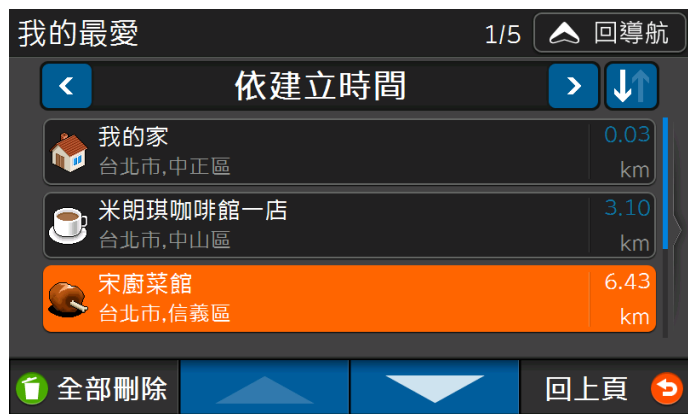 我的最愛 1/5 回導航
依建立時間
我的家 0.03
台北市,中正區 km
米朗琪咖啡館一店 3.10
台北市,中山區 km
宋廚菜館 6.43
台北市,信義區 km
全部刪除 回上頁